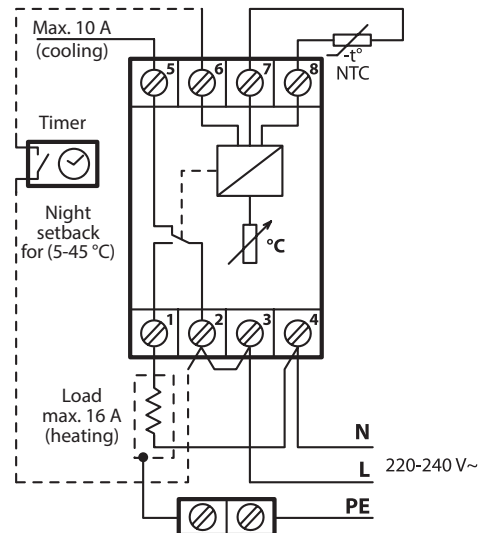 Max. 10 A
(cooling)
5
6
7
8
-t°
NTC
Timer
Night
setback
for (5-45 °C)
°C
1
2
3
4
Load
max. 16 A
(heating)
N
L
220-240 V~
PE